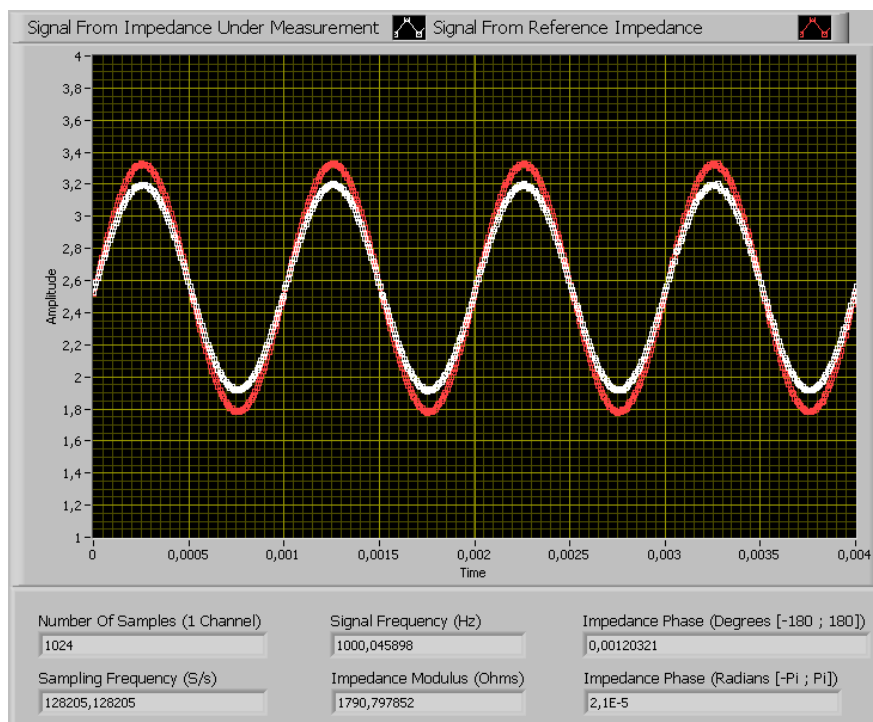 Signal From Impedance Under Measurement Signal From Reference Impedance
4
3,8
3,6
3,4
3,2
3
2,8
2,6
2,4
2,2
2
1,8
1,6
1,4
1,2
1
Amplitude
0 0,0005 0,001 0,0015 0,002 0,0025 0,003 0,0035 0,004
Time
Number Of Samples (1 Channel) Signal Frequency (Hz) Impedance Phase (Degrees [-180 ; 180])
1024 1000,045898 0,00120321
Sampling Frequency (S/s) Impedance Modulus (Ohms) Impedance Phase (Radians [-Pi ; Pi])
128205,128205 1790,797852 2,1E-5